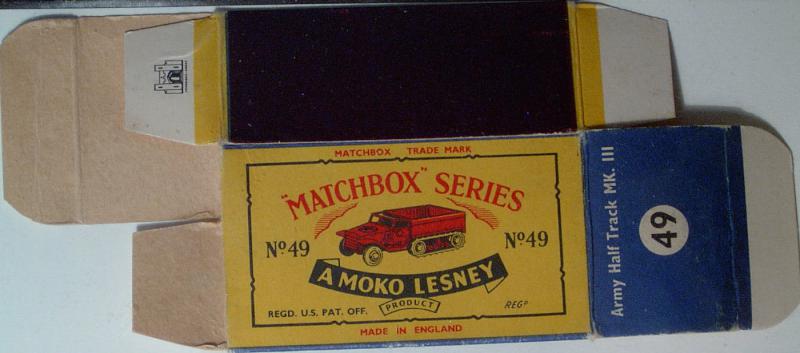 MATCHBOX TRADE MARK
"MATCHBOX" SERIES
Nº49
Nº49
A MOKO LESNEY
PRODUCT
REGD. U.S. PAT. OFF.
REGD
MADE IN ENGLAND
Army Half Track MK. III
49